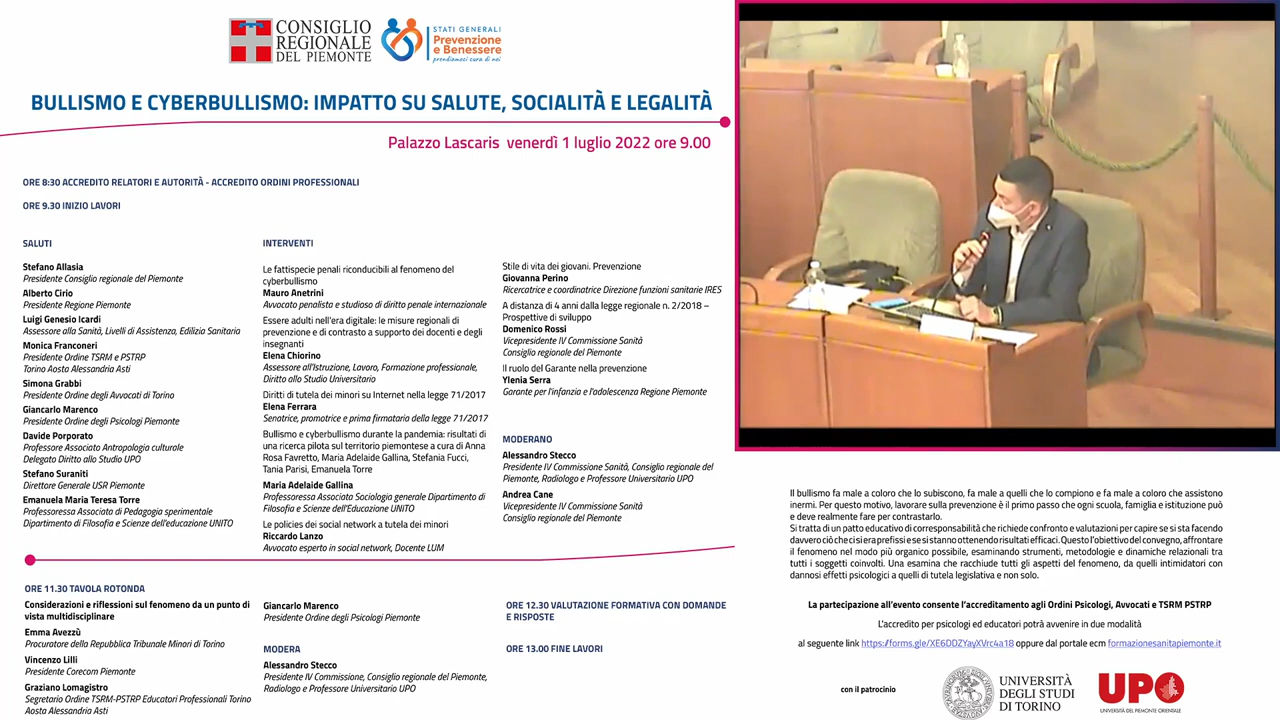 CONSIGLIO
REGIONALE
DEL PIEMONTE
STATI GENERALI
Prevenzione
e Benessere
prendiamoci cura di noi
BULLISMO E CYBERBULLISMO: IMPATTO SU SALUTE, SOCIALITÀ E LEGALITÀ
Palazzo Lascaris venerdì 1 luglio 2022 ore 9.00
ORE 8:30 ACCREDITO RELATORI E AUTORITÀ - ACCREDITO ORDINI PROFESSIONALI
ORE 9.30 INIZIO LAVORI
SALUTI
Stefano Allasia
Presidente Consiglio regionale del Piemonte
Alberto Cirio
Presidente Regione Piemonte
Luigi Genesio Icardi
Assessore alla Sanità, Livelli di Assistenza, Edilizia Sanitaria
Monica Franconeri
Presidente Ordine TSRM e PSTRP
Torino Aosta Alessandria Asti
Simona Grabbi
Presidente Ordine degli Avvocati di Torino
Giancarlo Marenco
Presidente Ordine degli Psicologi Piemonte
Davide Porporato
Professore Associato Antropologia culturale
Delegato Diritto allo Studio UPO
Stefano Suraniti
Direttore Generale USR Piemonte
Emanuela Maria Teresa Torre
Professoressa Associata di Pedagogia sperimentale
Dipartimento di Filosofia e Scienze dell'educazione UNITO
INTERVENTI
Le fattispecie penali riconducibili al fenomeno del
cyberbullismo
Mauro Anetrini
Avvocato penalista e studioso di diritto penale internazionale
Essere adulti nell'era digitale: le misure regionali di
prevenzione e di contrasto a supporto dei docenti e degli
insegnanti
Elena Chiorino
Assessore all'Istruzione, Lavoro, Formazione professionale,
Diritto allo Studio Universitario
Diritti di tutela dei minori su Internet nella legge 71/2017
Elena Ferrara
Senatrice, promotrice e prima firmataria della legge 71/2017
Bullismo e cyberbullismo durante la pandemia: risultati di
una ricerca pilota sul territorio piemontese a cura di Anna
Rosa Favretto, Maria Adelaide Gallina, Stefania Fucci,
Tania Parisi, Emanuela Torre
Maria Adelaide Gallina
Professoressa Associata Sociologia generale Dipartimento di
Filosofia e Scienze dell'Educazione UNITO
Le policies dei social network a tutela dei minori
Riccardo Lanzo
Avvocato esperto in social network, Docente LUM
Stile di vita dei giovani. Prevenzione
Giovanna Perino
Ricercatrice e coordinatrice Direzione funzioni sanitarie IRES
A distanza di 4 anni dalla legge regionale n. 2/2018 –
Prospettive di sviluppo
Domenico Rossi
Vicepresidente IV Commissione Sanità
Consiglio regionale del Piemonte
Il ruolo del Garante nella prevenzione
Ylenia Serra
Garante per l'infanzia e l'adolescenza Regione Piemonte
MODERANO
Alessandro Stecco
Presidente IV Commissione Sanità, Consiglio regionale del
Piemonte, Radiologo e Professore Universitario UPO
Andrea Cane
Vicepresidente IV Commissione Sanità
Consiglio regionale del Piemonte
ORE 11.30 TAVOLA ROTONDA
Considerazioni e riflessioni sul fenomeno da un punto di
vista multidisciplinare
Emma Avezzù
Procuratore della Repubblica Tribunale Minori di Torino
Vincenzo Lilli
Presidente Corecom Piemonte
Graziano Lomagistro
Segretario Ordine TSRM-PSTRP Educatori Professionali Torino
Aosta Alessandria Asti
Giancarlo Marenco
Presidente Ordine degli Psicologi Piemonte
MODERA
Alessandro Stecco
Presidente IV Commissione, Consiglio regionale del Piemonte,
Radiologo e Professore Universitario UPO
ORE 12.30 VALUTAZIONE FORMATIVA CON DOMANDE
E RISPOSTE
ORE 13.00 FINE LAVORI
Il bullismo fa male a coloro che lo subiscono, fa male a quelli che lo compiono e fa male a coloro che assistono
inermi. Per questo motivo, lavorare sulla prevenzione è il primo passo che ogni scuola, famiglia e istituzione può
e deve realmente fare per contrastarlo.
Si tratta di un patto educativo di corresponsabilità che richiede confronto e valutazioni per capire se si sta facendo
davvero ciò che ci si era prefissi e se si stanno ottenendo risultati efficaci. Questo l'obiettivo del convegno, affrontare
il fenomeno nel modo più organico possibile, esaminando strumenti, metodologie e dinamiche relazionali tra
tutti i soggetti coinvolti. Una esamina che racchiude tutti gli aspetti del fenomeno, da quelli intimidatori con
dannosi effetti psicologici a quelli di tutela legislativa e non solo.
La partecipazione all'evento consente l'accreditamento agli Ordini Psicologi, Avvocati e TSRM PSTRP
L'accredito per psicologi ed educatori potrà avvenire in due modalità
al seguente link https://forms.gle/XE6DDZYayXVrc4a18 oppure dal portale ecm formazionesanitapiemonte.it
con il patrocinio
UNIVERSITÀ
DEGLI STUDI
DI TORINO
UPO
UNIVERSITÀ DEL PIEMONTE ORIENTALE